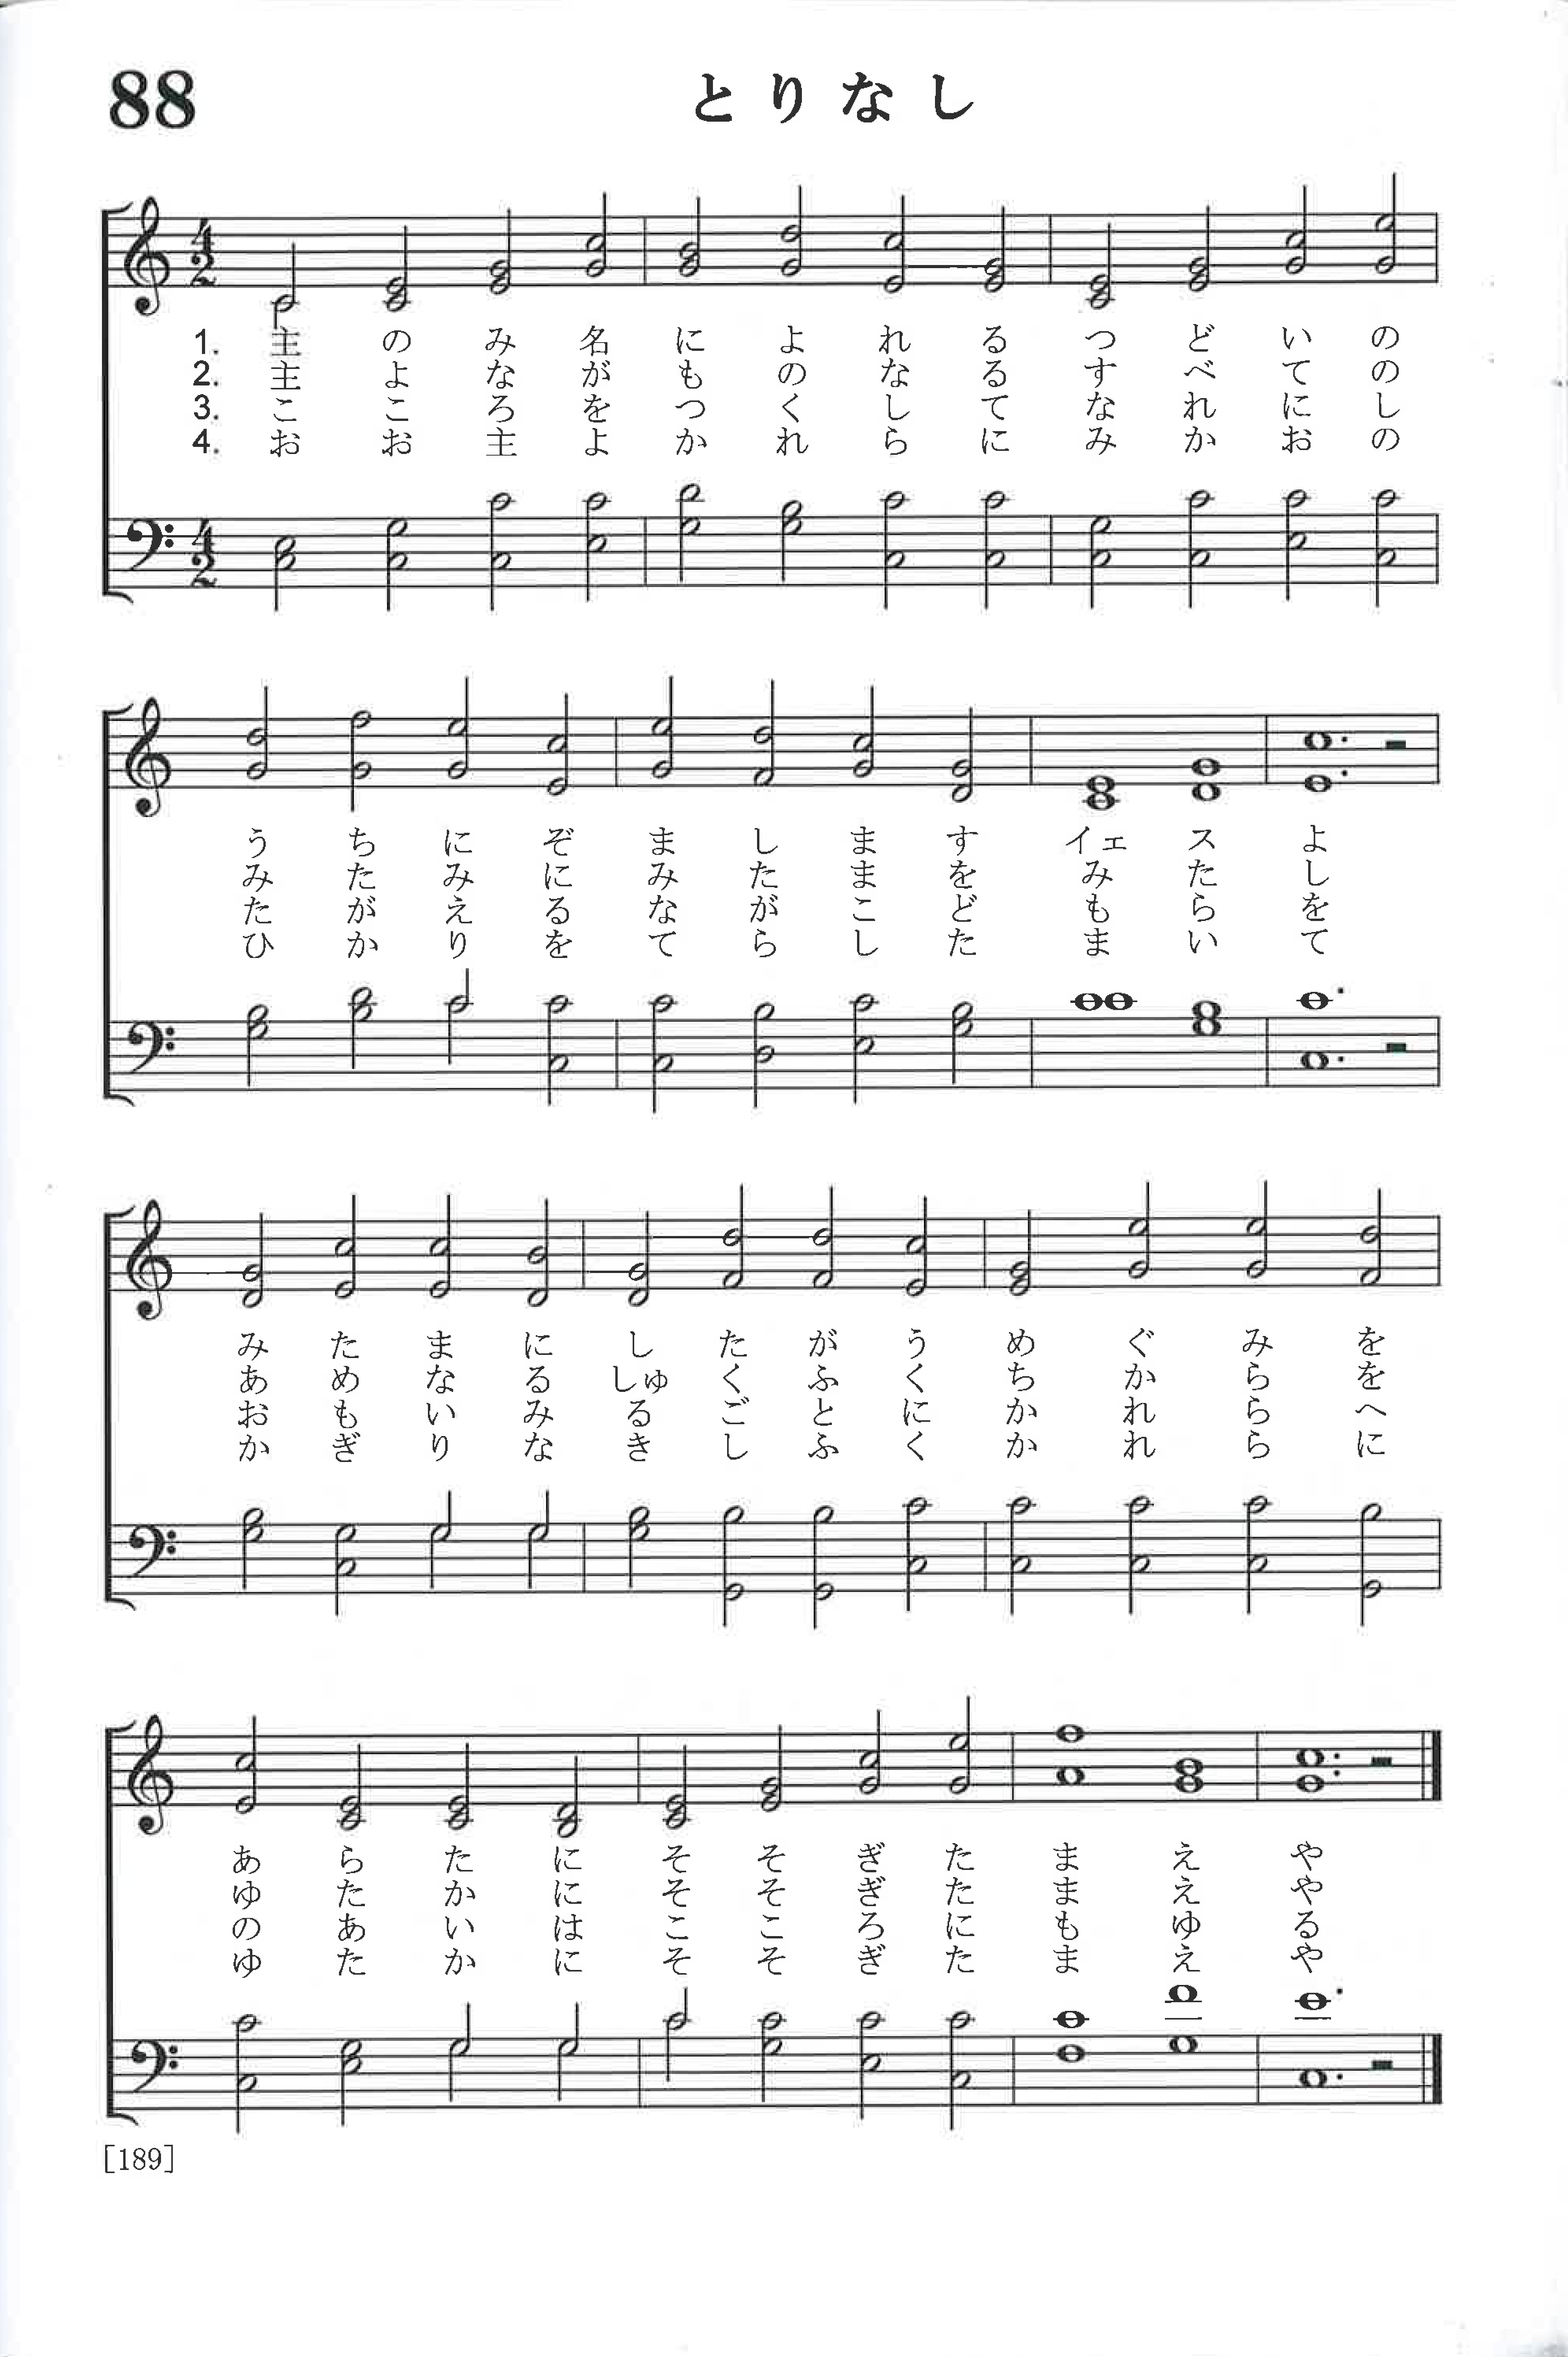 88
とりなし
4 2
1. 主のみ名によれるつどいの
2. 主よながものなるすべての
3. こころをつくしてなれにし
4. おお主よかれらにみかおの
4 2
うちにぞましますイェスよ
みたみにみたまをみたし
たがえるながこどもらを
ひかりをてらしたまいて
みたまにしたがうめぐみを
あめなるしゅくふくちからを
おもいみるごとにかれらへ
かぎりなきしふくかれらに
あらたにそそぎたまえや
ゆたかにそそぎたまえや
のあいはこころにもゆる
ゆたかにそそぎたまえや
[189]